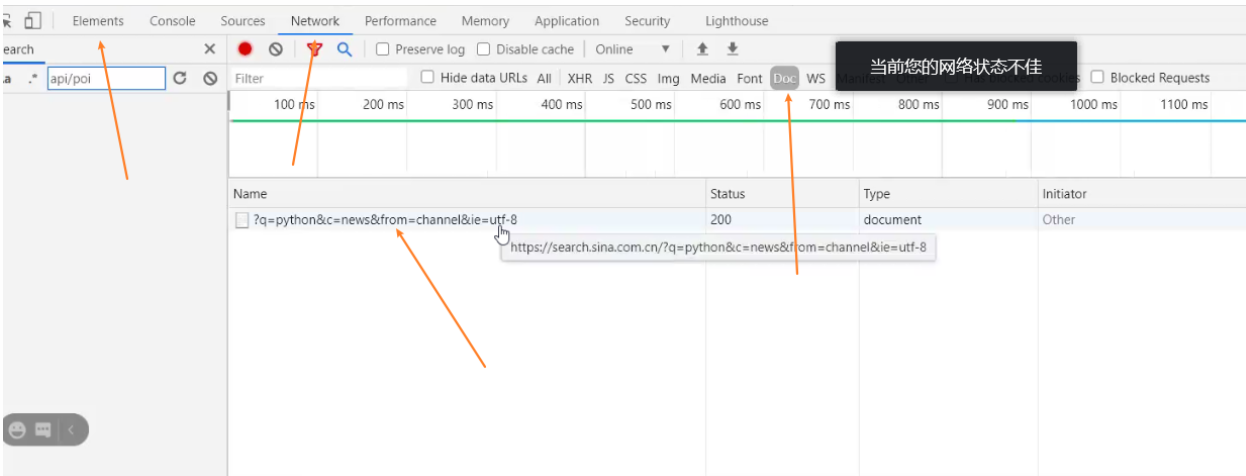 Elements Console Sources Network Performance Memory Application Security Lighthouse
earch Preserve log Disable cache Online
.a .* api/poi Filter Hide data URLs All XHR JS CSS Img Media Font Doc WS Blocked Requests
当前您的网络状态不佳
100 ms 200 ms 300 ms 400 ms 500 ms 600 ms 700 ms 800 ms 900 ms 1000 ms 1100 ms
Name Status Type Initiator
?q=python&c=news&from=channel&ie=utf-8 200 document Other
https://search.sina.com.cn/?q=python&c=news&from=channel&ie=utf-8